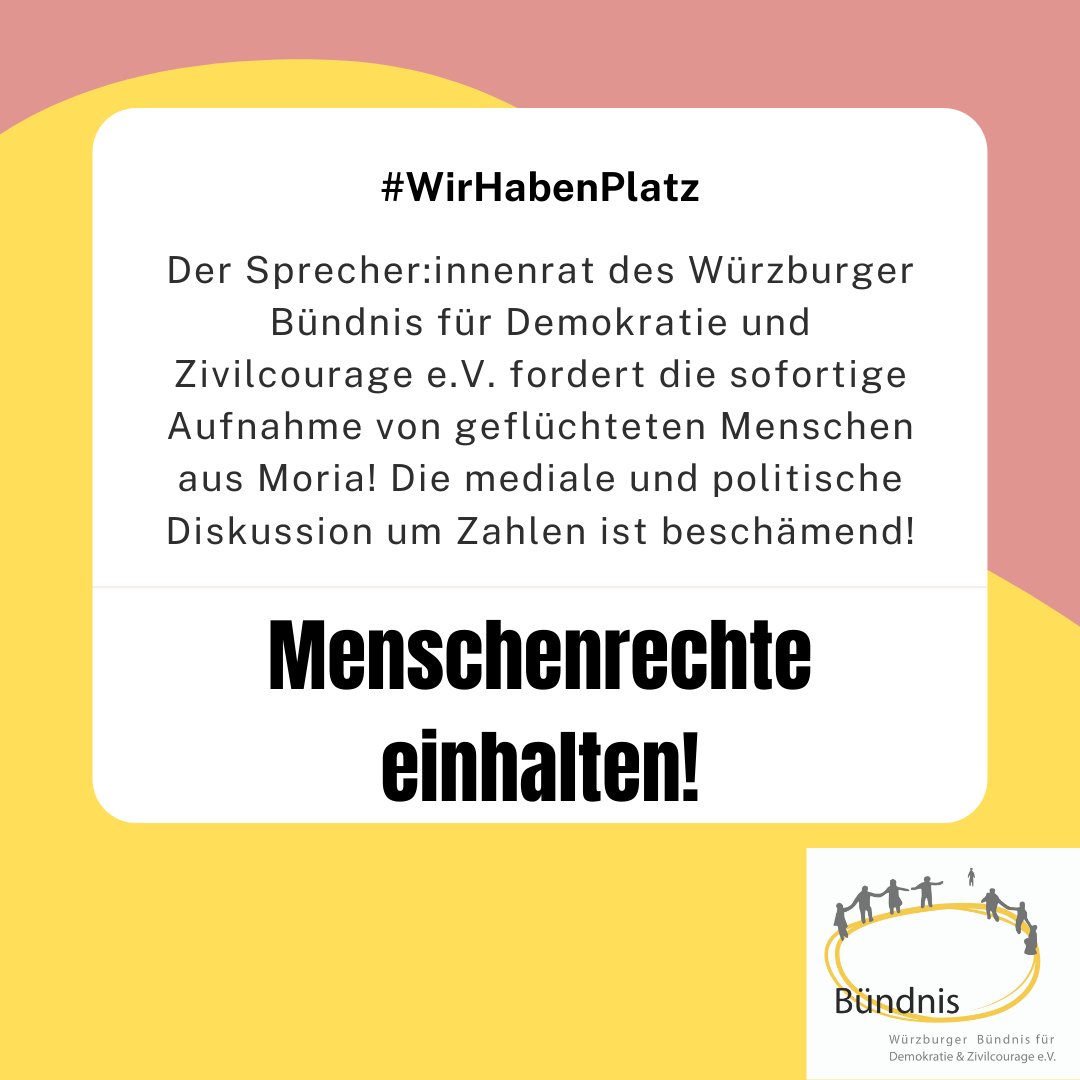 #WirHabenPlatz
Der Sprecher:innenrat des Würzburger
Bündnis für Demokratie und
Zivilcourage e.V. fordert die sofortige
Aufnahme von geflüchteten Menschen
aus Moria! Die mediale und politische
Diskussion um Zahlen ist beschämend!
Menschenrechte
einhalten!
Bündnis
Würzburger Bündnis für
Demokratie & Zivilcourage e.V.